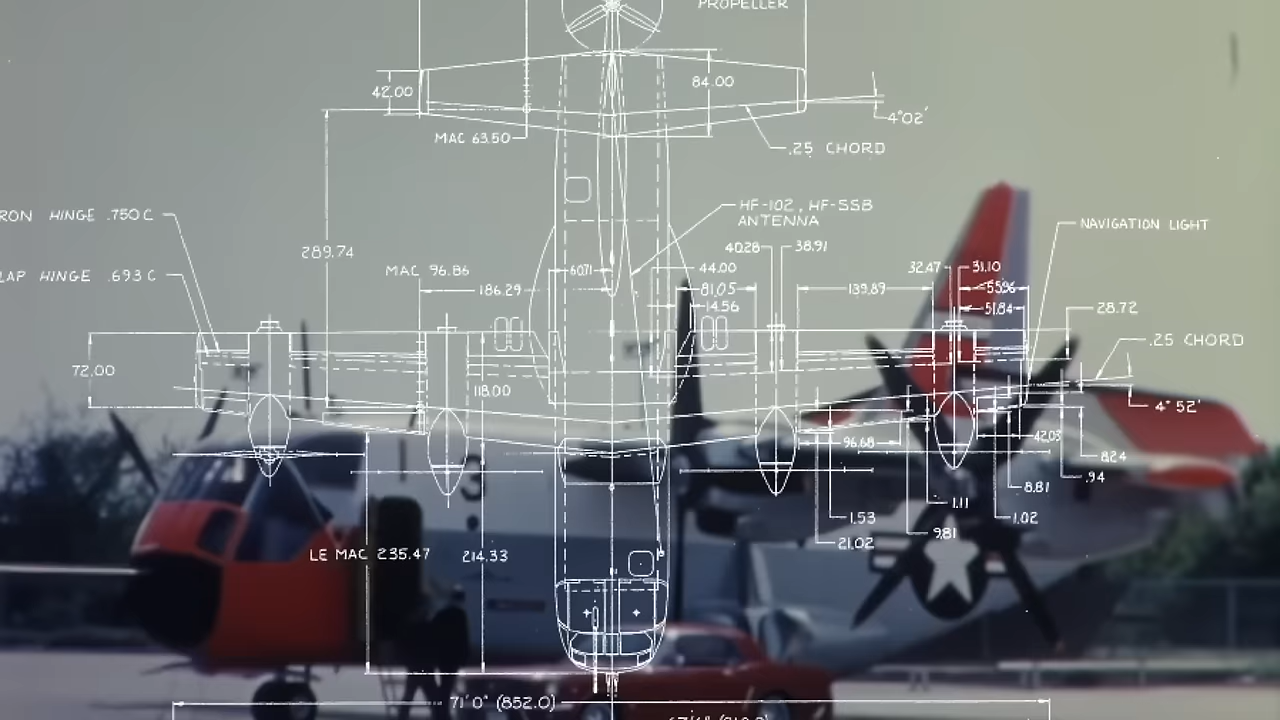 PROPELLER
84.00
42.00
MAC 63.50
4°02'
.25 CHORD
HF-102, HF-SSB
ANTENNA
RON HINGE .750 C
NAVIGATION LIGHT
289.74
40.28
38.91
MAC 96.86
60.71
44.00
32.47
31.10
LAP HINGE .693 C
186.29
81.05
139.89
14.56
51.84
28.72
.25 CHORD
72.00
118.00
4° 52'
96.68
42.03
8.24
.94
8.81
1.11
1.53
1.02
21.02
9.81
3
LE MAC 235.47
214.33
71' 0" (852.0)